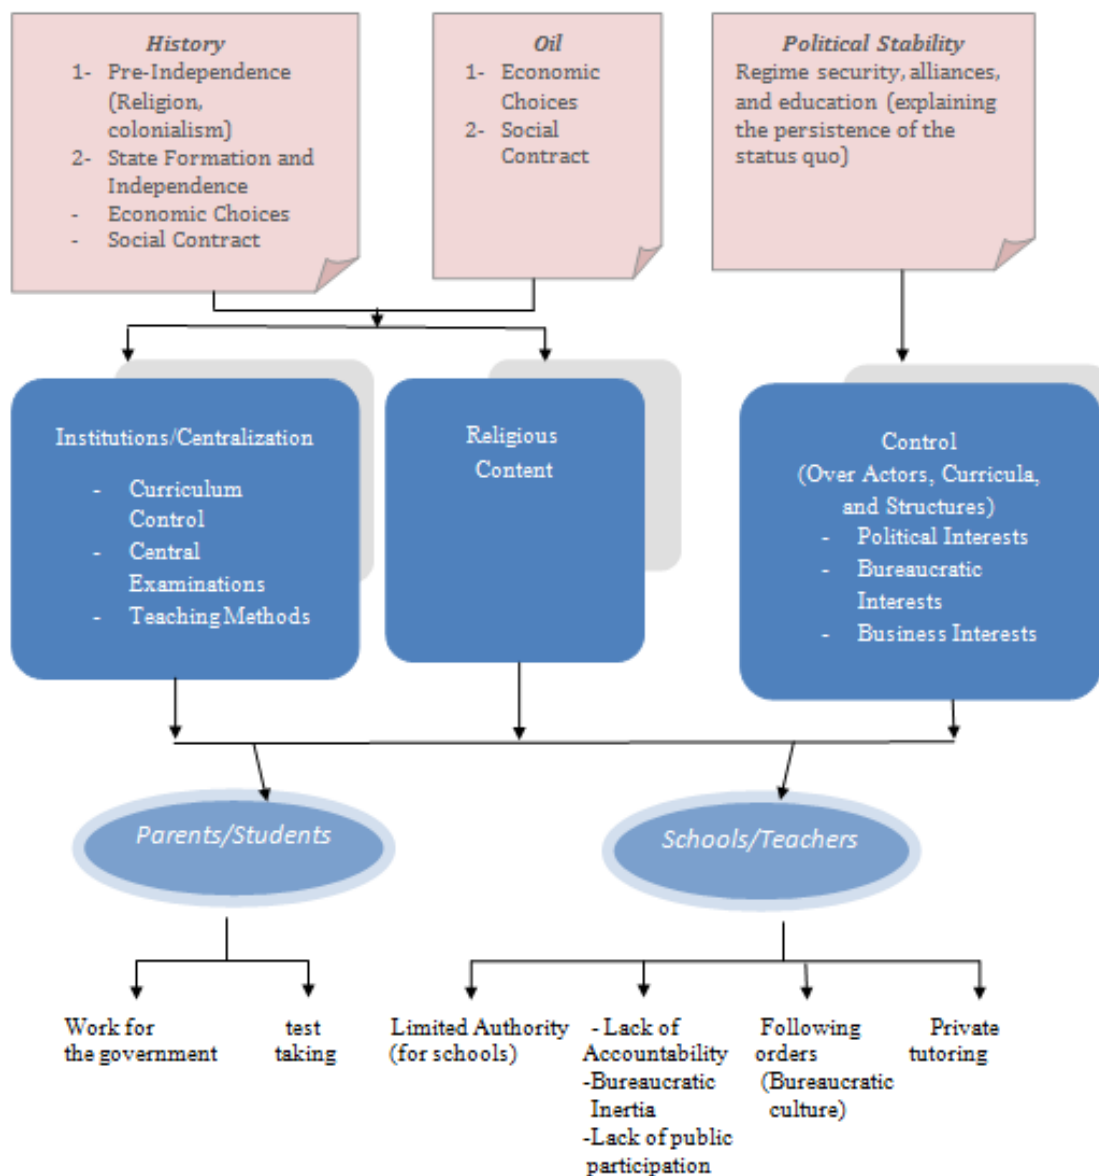 History
1- Pre-Independence
(Religion,
colonialism)
2- State Formation and
Independence
- Economic Choices
- Social Contract
Oil
1- Economic
Choices
2- Social
Contract
Political Stability
Regime security, alliances,
and education (explaining
the persistence of the
status quo)
Institutions/Centralization
- Curriculum
Control
- Central
Examinations
- Teaching Methods
Religious
Content
Control
(Over Actors, Curricula,
and Structures)
- Political Interests
- Bureaucratic
Interests
- Business Interests
Parents/Students
Schools/Teachers
Work for
the government
test
taking
Limited Authority
(for schools)
- Lack of
Accountability
-Bureaucratic
Inertia
-Lack of public
participation
Following
orders
(Bureaucratic
culture)
Private
tutoring